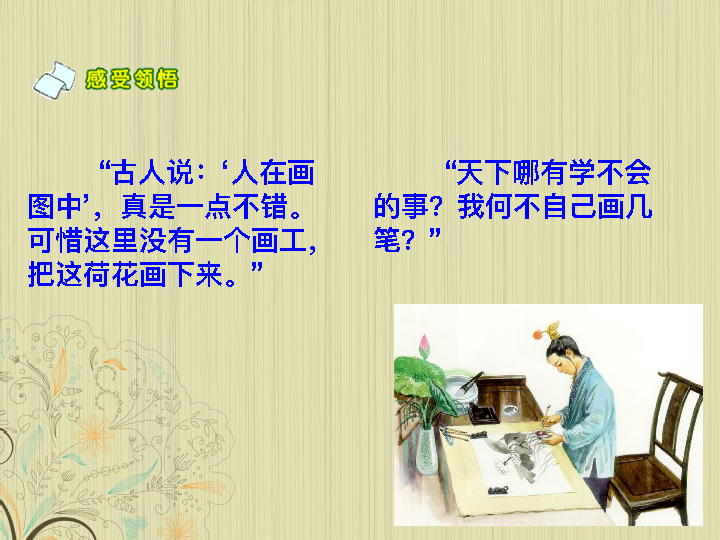 感受领悟
“古人说：‘人在画
图中’，真是一点不错。
可惜这里没有一个画工，
把这荷花画下来。”
“天下哪有学不会
的事？我何不自己画几
笔？”